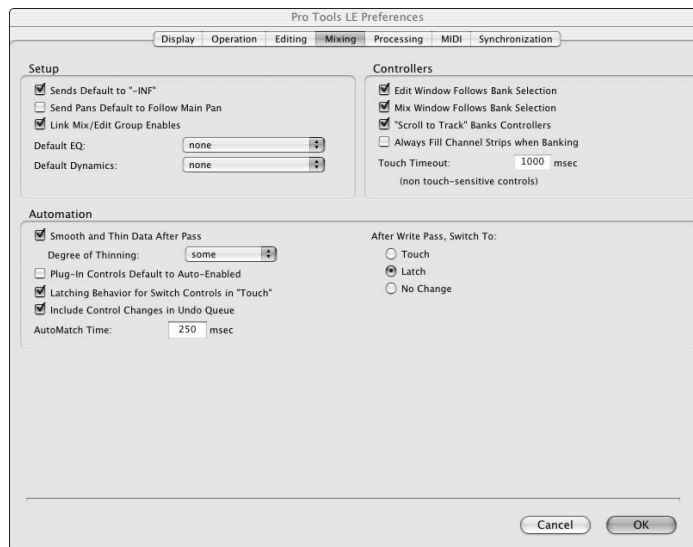 Pro Tools LE Preferences
Display Operation Editing Mixing Processing MIDI Synchronization
Setup
Sends Default to "-INF"
Send Pans Default to Follow Main Pan
Link Mix/Edit Group Enables
Default EQ: none
Default Dynamics: none
Controllers
Edit Window Follows Bank Selection
Mix Window Follows Bank Selection
"Scroll to Track" Banks Controllers
Always Fill Channel Strips when Banking
Touch Timeout: 1000 msec
(non touch-sensitive controls)
Automation
Smooth and Thin Data After Pass
Degree of Thinning: some
Plug-In Controls Default to Auto-Enabled
Latching Behavior for Switch Controls in "Touch"
Include Control Changes in Undo Queue
AutoMatch Time: 250 msec
After Write Pass, Switch To:
Touch
Latch
No Change
Cancel OK